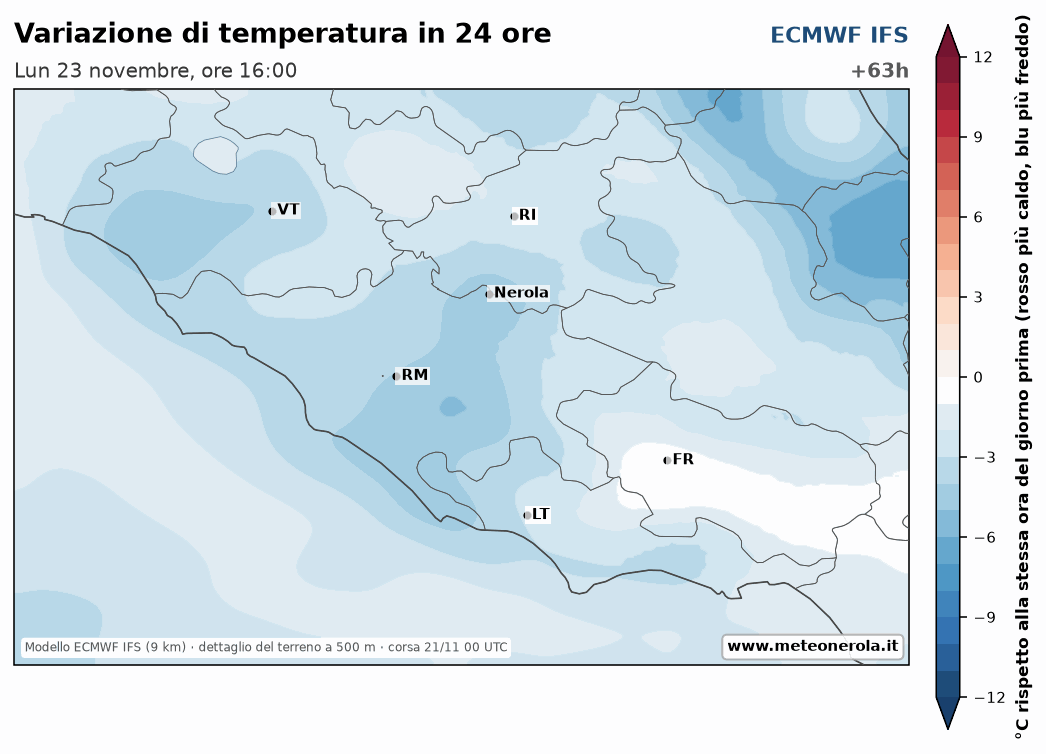 Variazione di temperatura in 24 ore
ECMWF IFS
Lun 23 novembre, ore 16:00
+63h
VT
RI
Nerola
RM
FR
LT
Modello ECMWF IFS (9 km) · dettaglio del terreno a 500 m · corsa 21/11 00 UTC
www.meteonerola.it
12
9
6
3
0
−3
−6
−9
−12
°C rispetto alla stessa ora del giorno prima (rosso più caldo, blu più freddo)